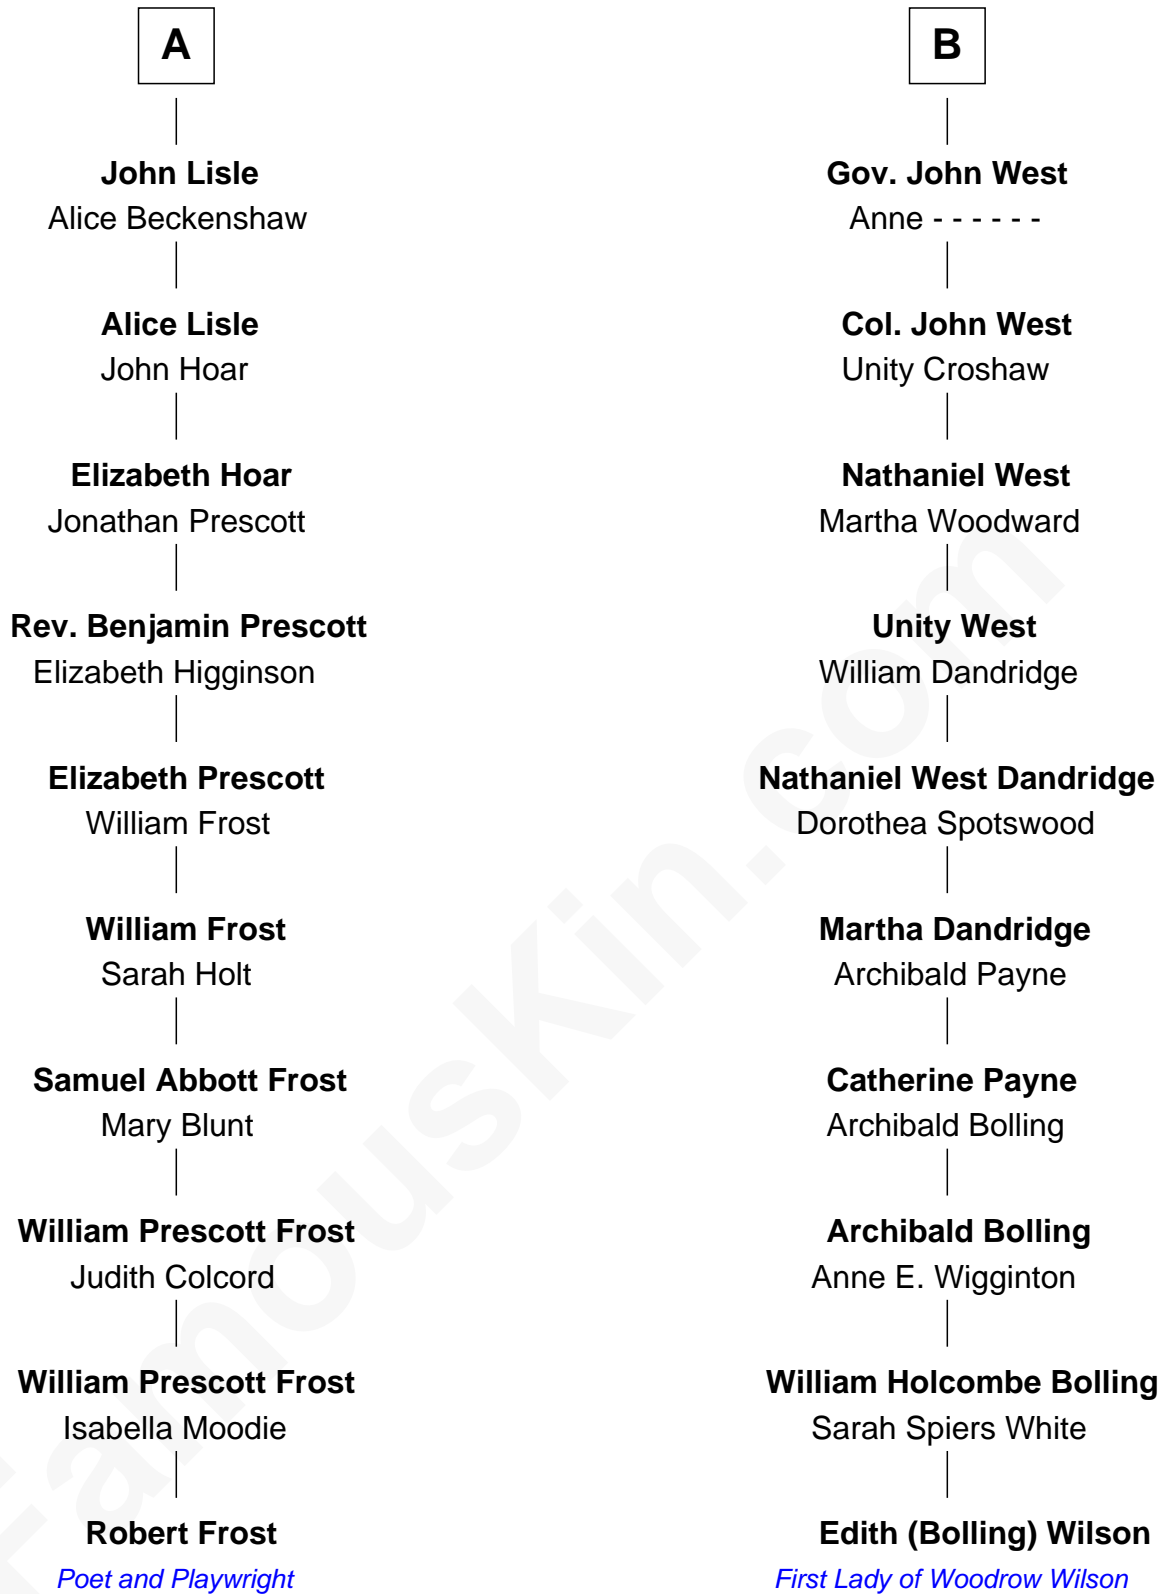 A
John Lisle
Alice Beckenshaw
Alice Lisle
John Hoar
Elizabeth Hoar
Jonathan Prescott
Rev. Benjamin Prescott
Elizabeth Higginson
Elizabeth Prescott
William Frost
William Frost
Sarah Holt
Samuel Abbott Frost
Mary Blunt
William Prescott Frost
Judith Colcord
William Prescott Frost
Isabella Moodie
Robert Frost
Poet and Playwright
B
Gov. John West
Anne - - - - - -
Col. John West
Unity Croshaw
Nathaniel West
Martha Woodward
Unity West
William Dandridge
Nathaniel West Dandridge
Dorothea Spotswood
Martha Dandridge
Archibald Payne
Catherine Payne
Archibald Bolling
Archibald Bolling
Anne E. Wigginton
William Holcombe Bolling
Sarah Spiers White
Edith (Bolling) Wilson
First Lady of Woodrow Wilson
FamousKin.com